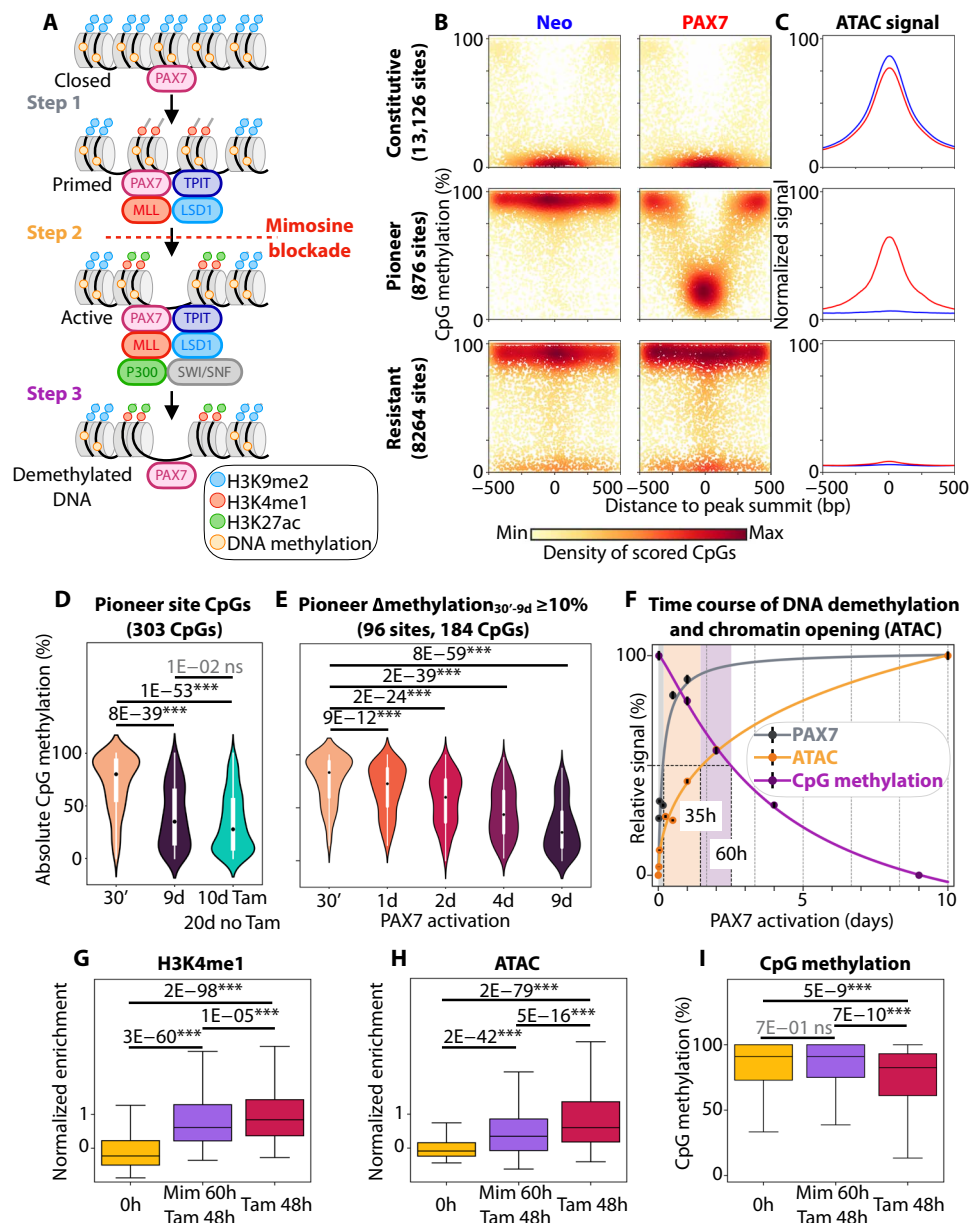 A
Closed
PAX7
Step 1
Primed
PAX7 TPIT
MLL LSD1
Step 2
Mimosine
blockade
Active
PAX7 TPIT
MLL LSD1
P300 SWI/SNF
Step 3
Demethylated
DNA
PAX7
H3K9me2
H3K4me1
H3K27ac
DNA methylation
B
Neo PAX7
C
ATAC signal
Constitutive
(13,126 sites)
Pioneer
(876 sites)
Resistant
(8264 sites)
CpG methylation (%)
100
0
100
0
100
0
Normalized signal
100
0
100
0
100
0
−500 0 500 −500 0 500 −500 0 500
Distance to peak summit (bp)
Min Max
Density of scored CpGs
D Pioneer site CpGs
(303 CpGs)
1E−02 ns
1E−53***
8E−39***
Absolute CpG methylation (%)
100
50
0
30′ 9d 10d Tam
20d no Tam
E Pioneer Δmethylation30′-9d ≥10%
(96 sites, 184 CpGs)
8E−59***
2E−39***
2E−24***
9E−12***
30′ 1d 2d 4d 9d
PAX7 activation
F Time course of DNA demethylation
and chromatin opening (ATAC)
Relative signal (%)
100
0
PAX7
ATAC
CpG methylation
35h
60h
0 5 10
PAX7 activation (days)
G H3K4me1
2E−98***
1E−05***
3E−60***
Normalized enrichment
1
0
0h Mim 60h Tam 48h
Tam 48h
H ATAC
2E−79***
5E−16***
2E−42***
Normalized enrichment
1
0
0h Mim 60h Tam 48h
Tam 48h
I CpG methylation
5E−9***
7E−01 ns 7E−10***
CpG methylation (%)
100
50
0
0h Mim 60h Tam 48h
Tam 48h